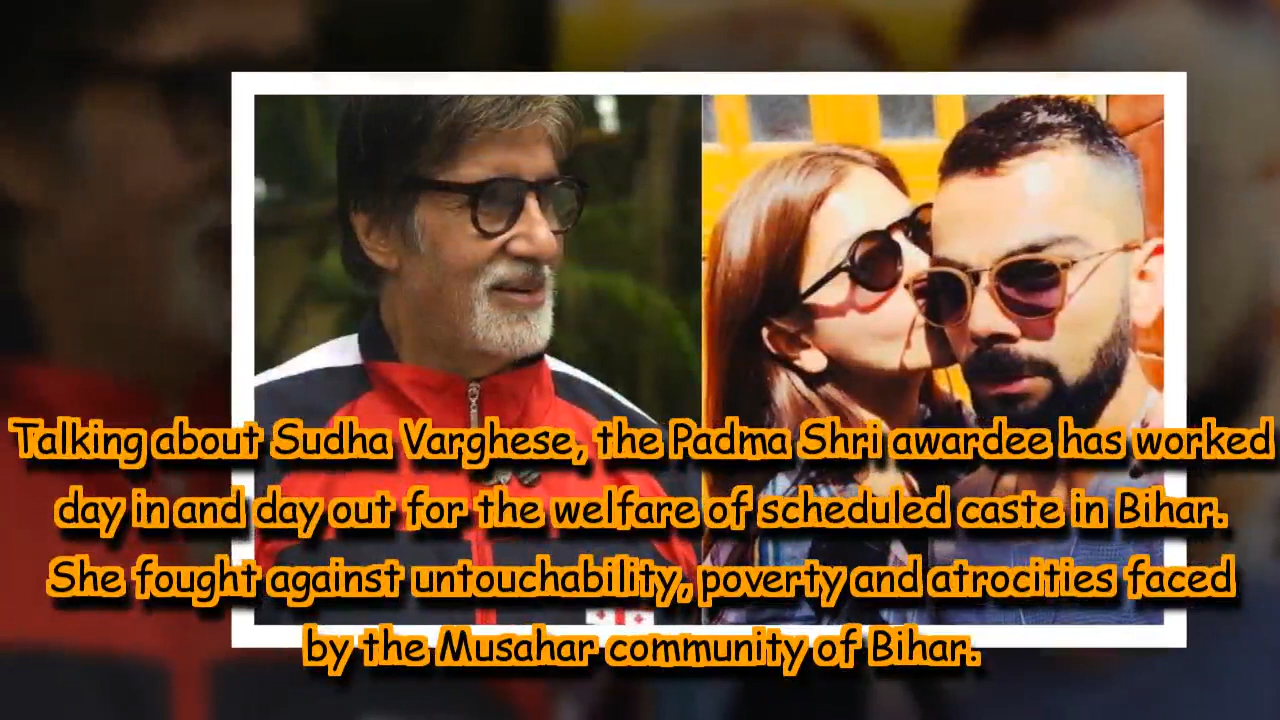 Talking about Sudha Varghese, the Padma Shri awardee has worked
day in and day out for the welfare of scheduled caste in Bihar.
She fought against untouchability, poverty and atrocities faced
by the Musahar community of Bihar.